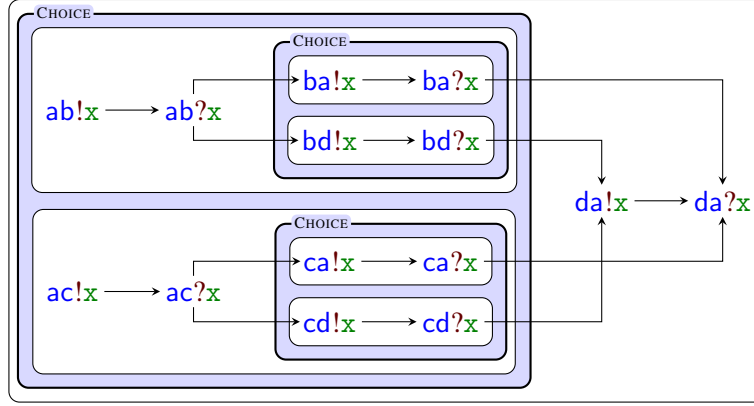 CHOICE
CHOICE
ba!x ba?x
ab!x ab?x
bd!x bd?x
da!x da?x
CHOICE
ca!x ca?x
ac!x ac?x
cd!x cd?x